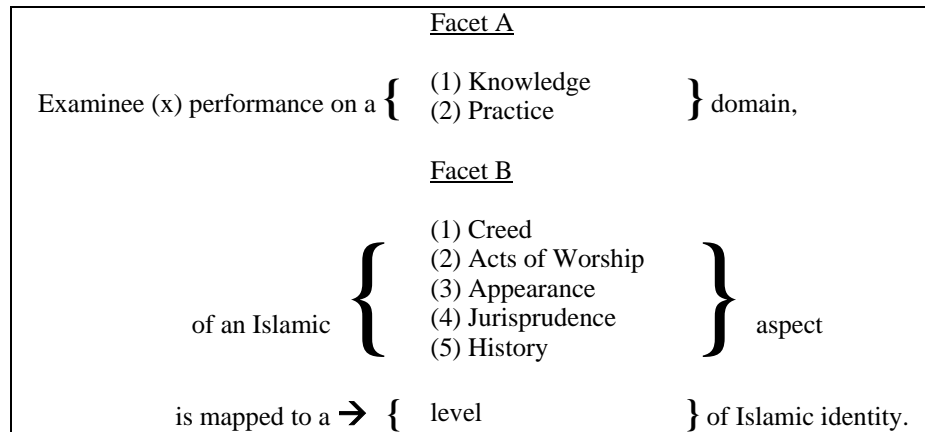 Facet A
(1) Knowledge
Examinee (x) performance on a { (2) Practice } domain,
Facet B
(1) Creed
(2) Acts of Worship
(3) Appearance
of an Islamic { (4) Jurisprudence } aspect
(5) History
is mapped to a → { level } of Islamic identity.